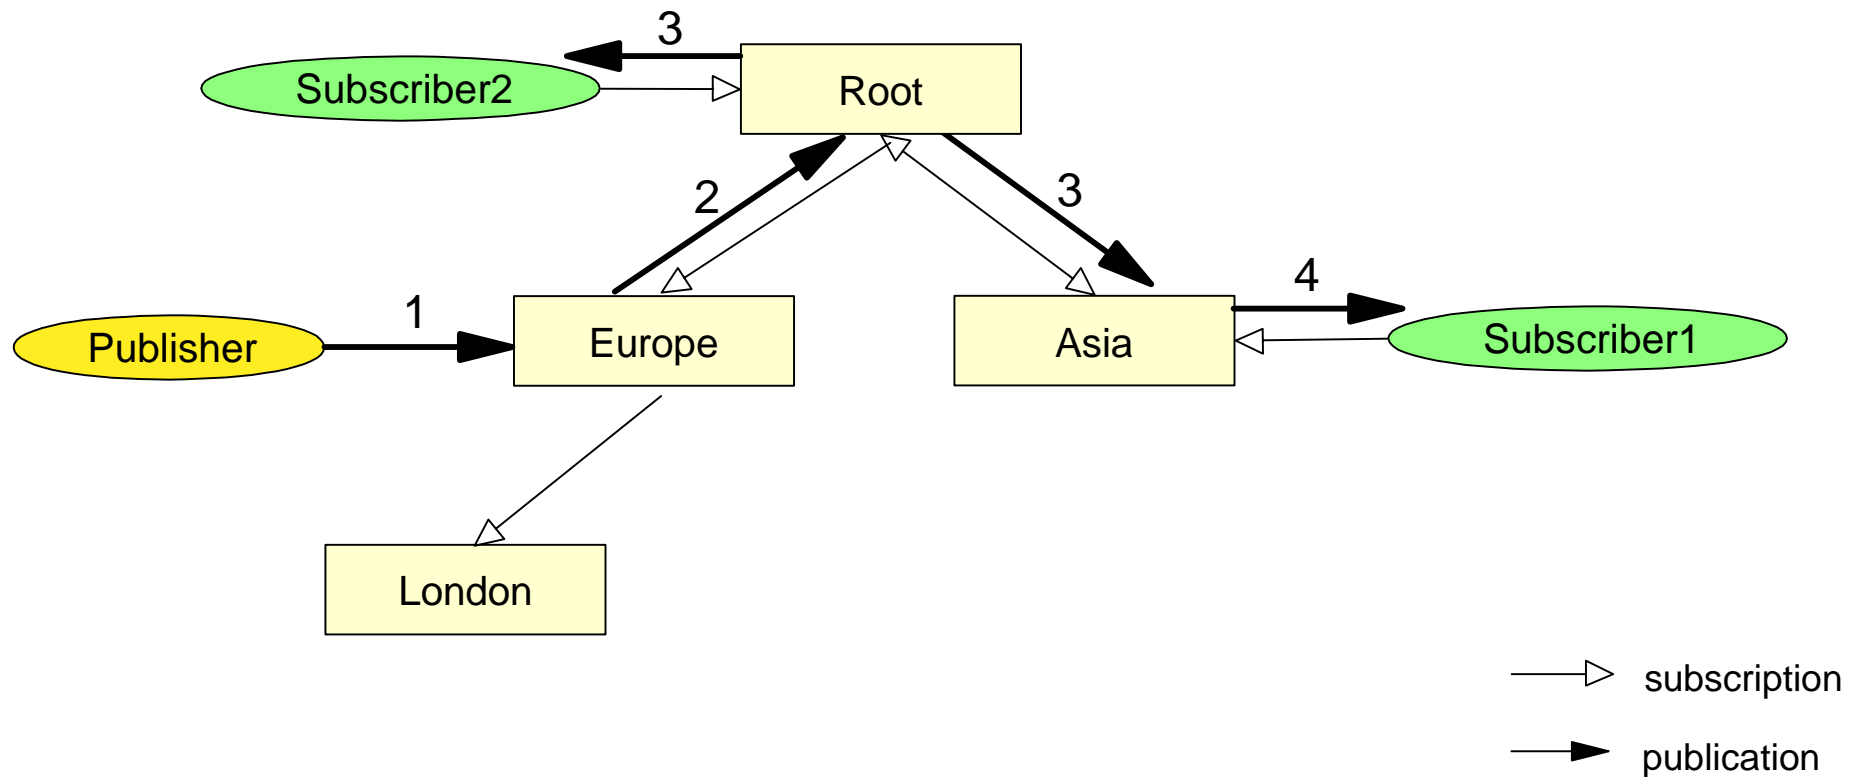 3
Subscriber2
Root
2
3
1
4
Publisher
Europe
Asia
Subscriber1
London
subscription
publication